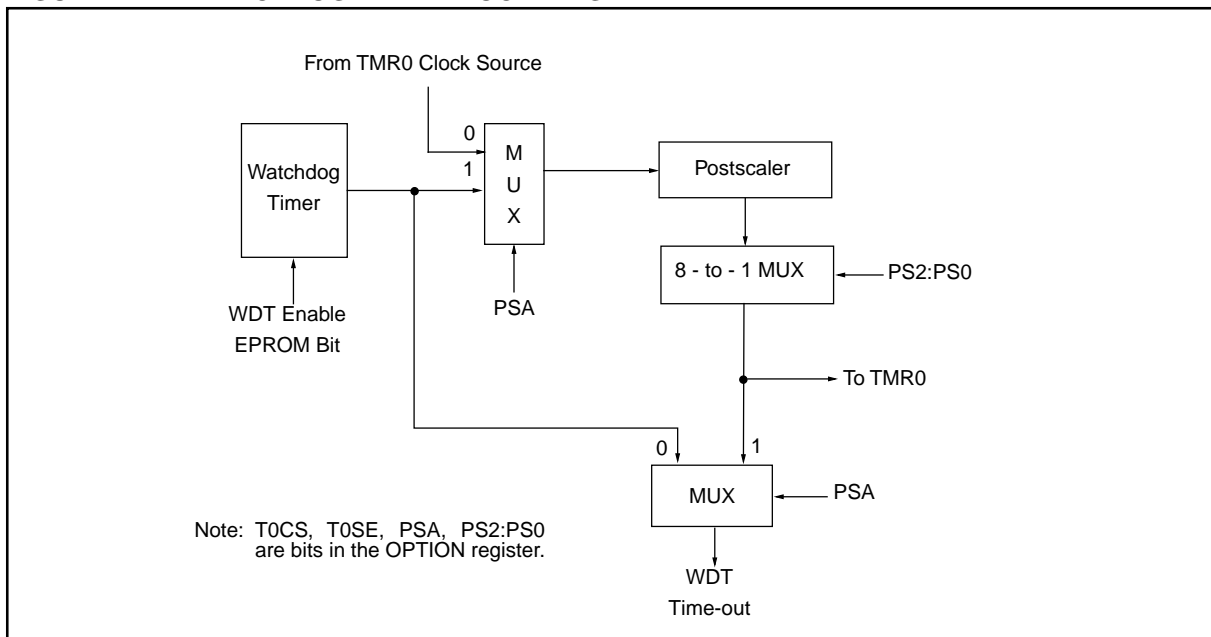 From TMR0 Clock Source
0
1
M
U
X
Watchdog
Timer
Postscaler
8 - to - 1 MUX
PS2:PS0
PSA
WDT Enable
EPROM Bit
To TMR0
0
1
MUX
PSA
Note: T0CS, T0SE, PSA, PS2:PS0
are bits in the OPTION register.
WDT
Time-out